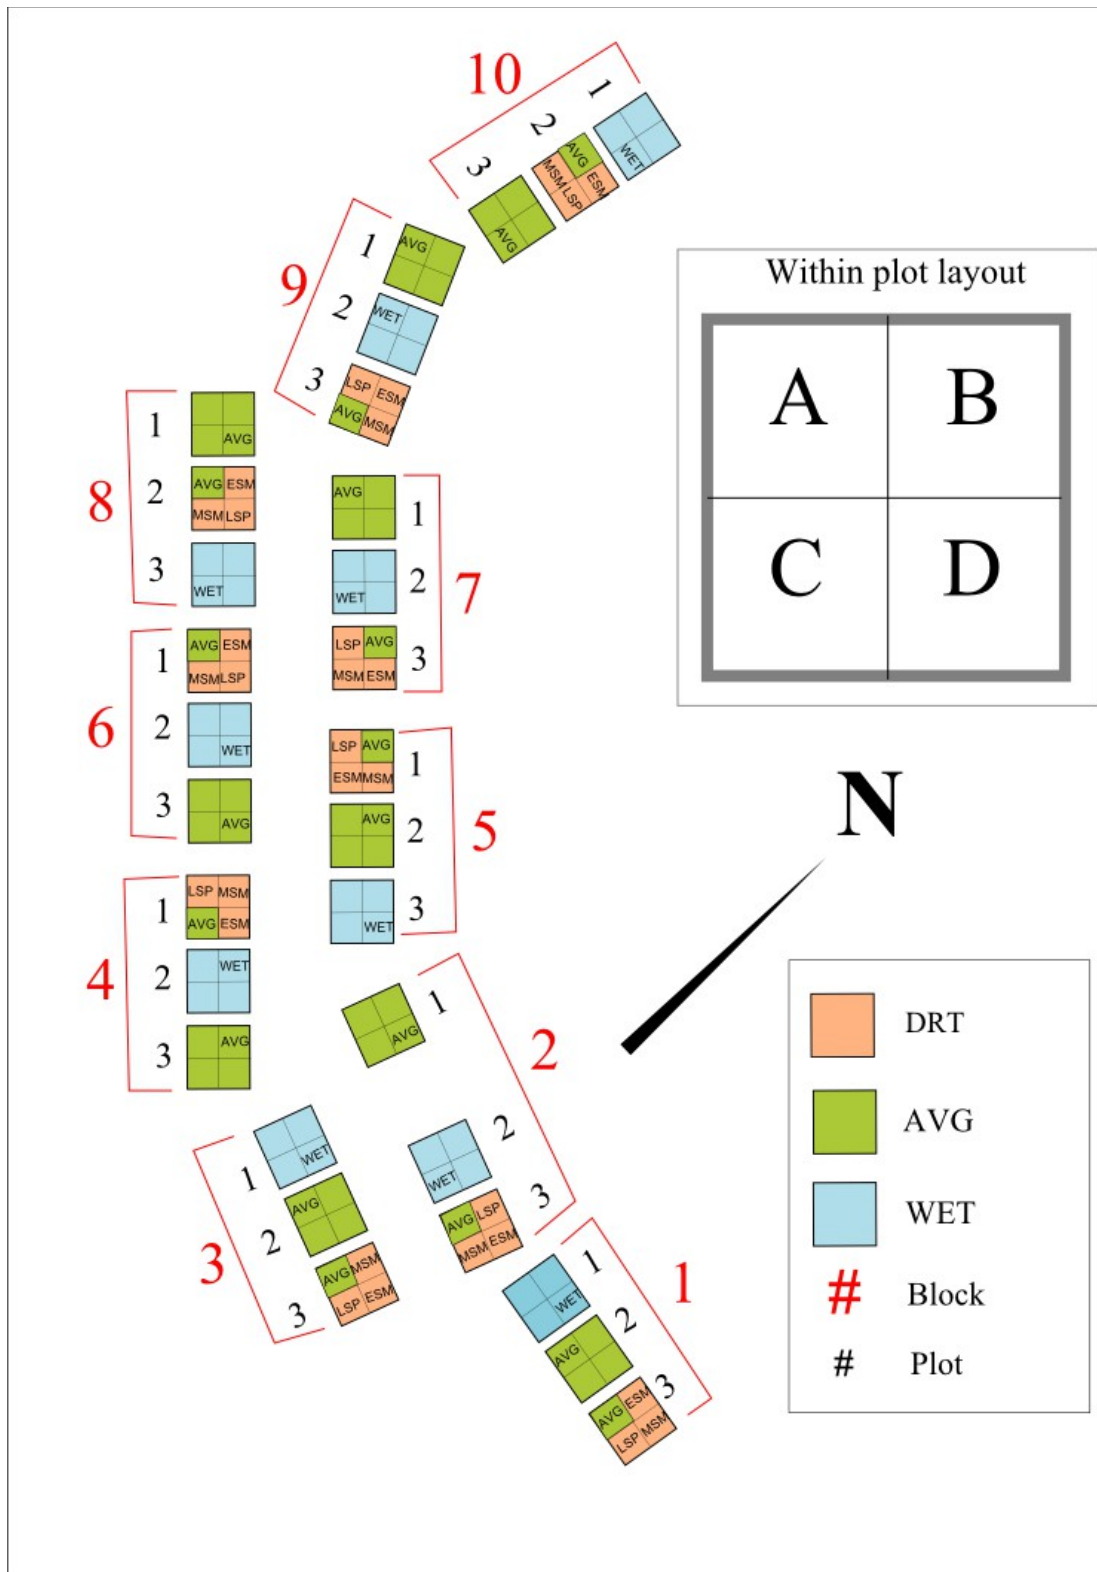 10
1
2
3
WET
AVG
ESM
MSM
LSP
AVG
9
1
2
3
AVG
WET
LSP ESM
AVG MSM
8
1
2
3
AVG
AVG ESM
MSM LSP
WET
7
1
2
3
AVG
WET
LSP AVG
MSM ESM
6
1
2
3
AVG ESM
MSM LSP
WET
AVG
5
1
2
3
LSP AVG
ESM MSM
AVG
WET
4
1
2
3
LSP MSM
AVG ESM
WET
AVG
2
1
2
3
AVG
WET
AVG LSP
MSM ESM
3
1
2
3
WET
AVG
AVG MSM
LSP ESM
1
1
2
3
WET
AVG
AVG ESM
LSP MSM
Within plot layout
A B
C D
N
DRT
AVG
WET
# Block
# Plot